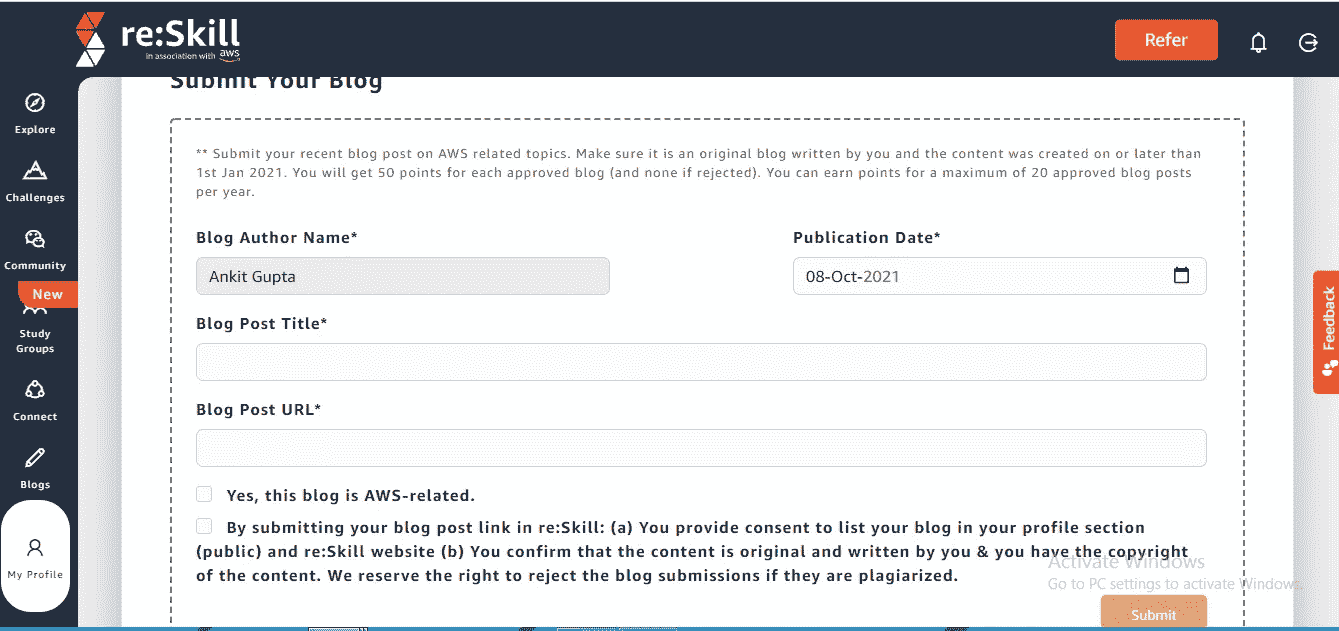 re:Skill
in association with aws
Refer
Explore
Challenges
Community
New
Study
Groups
Connect
Blogs
My Profile
Submit Your Blog
** Submit your recent blog post on AWS related topics. Make sure it is an original blog written by you and the content was created on or later than
1st Jan 2021. You will get 50 points for each approved blog (and none if rejected). You can earn points for a maximum of 20 approved blog posts
per year.
Blog Author Name*
Publication Date*
Ankit Gupta
08-Oct-2021
Blog Post Title*
Blog Post URL*
Yes, this blog is AWS-related.
By submitting your blog post link in re:Skill: (a) You provide consent to list your blog in your profile section
(public) and re:Skill website (b) You confirm that the content is original and written by you & you have the copyright
of the content. We reserve the right to reject the blog submissions if they are plagiarized.
Submit
Feedback
Activate Windows
Go to PC settings to activate Windows.